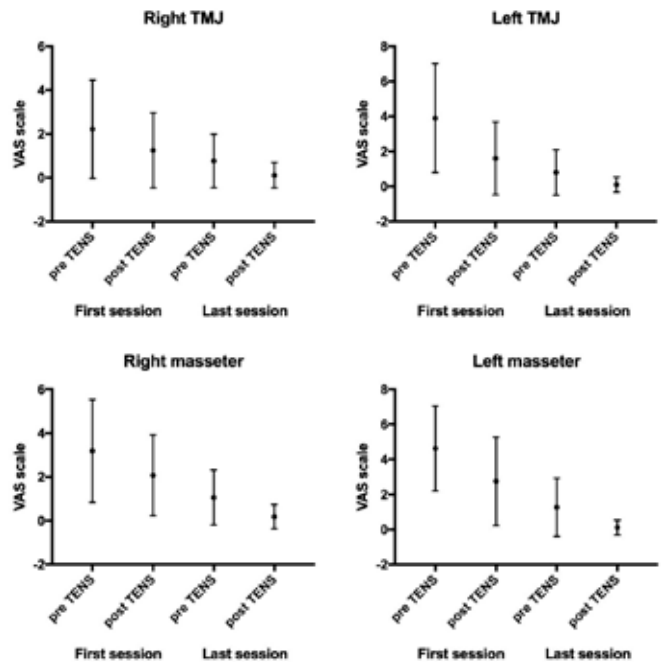 Right TMJ
VAS scale
6
4
2
0
-2
pre TENS
post TENS
pre TENS
post TENS
First session
Last session
Left TMJ
VAS scale
8
6
4
2
0
-2
pre TENS
post TENS
pre TENS
post TENS
First session
Last session
Right masseter
VAS scale
6
4
2
0
-2
pre TENS
post TENS
pre TENS
post TENS
First session
Last session
Left masseter
VAS scale
8
6
4
2
0
-2
pre TENS
post TENS
pre TENS
post TENS
First session
Last session